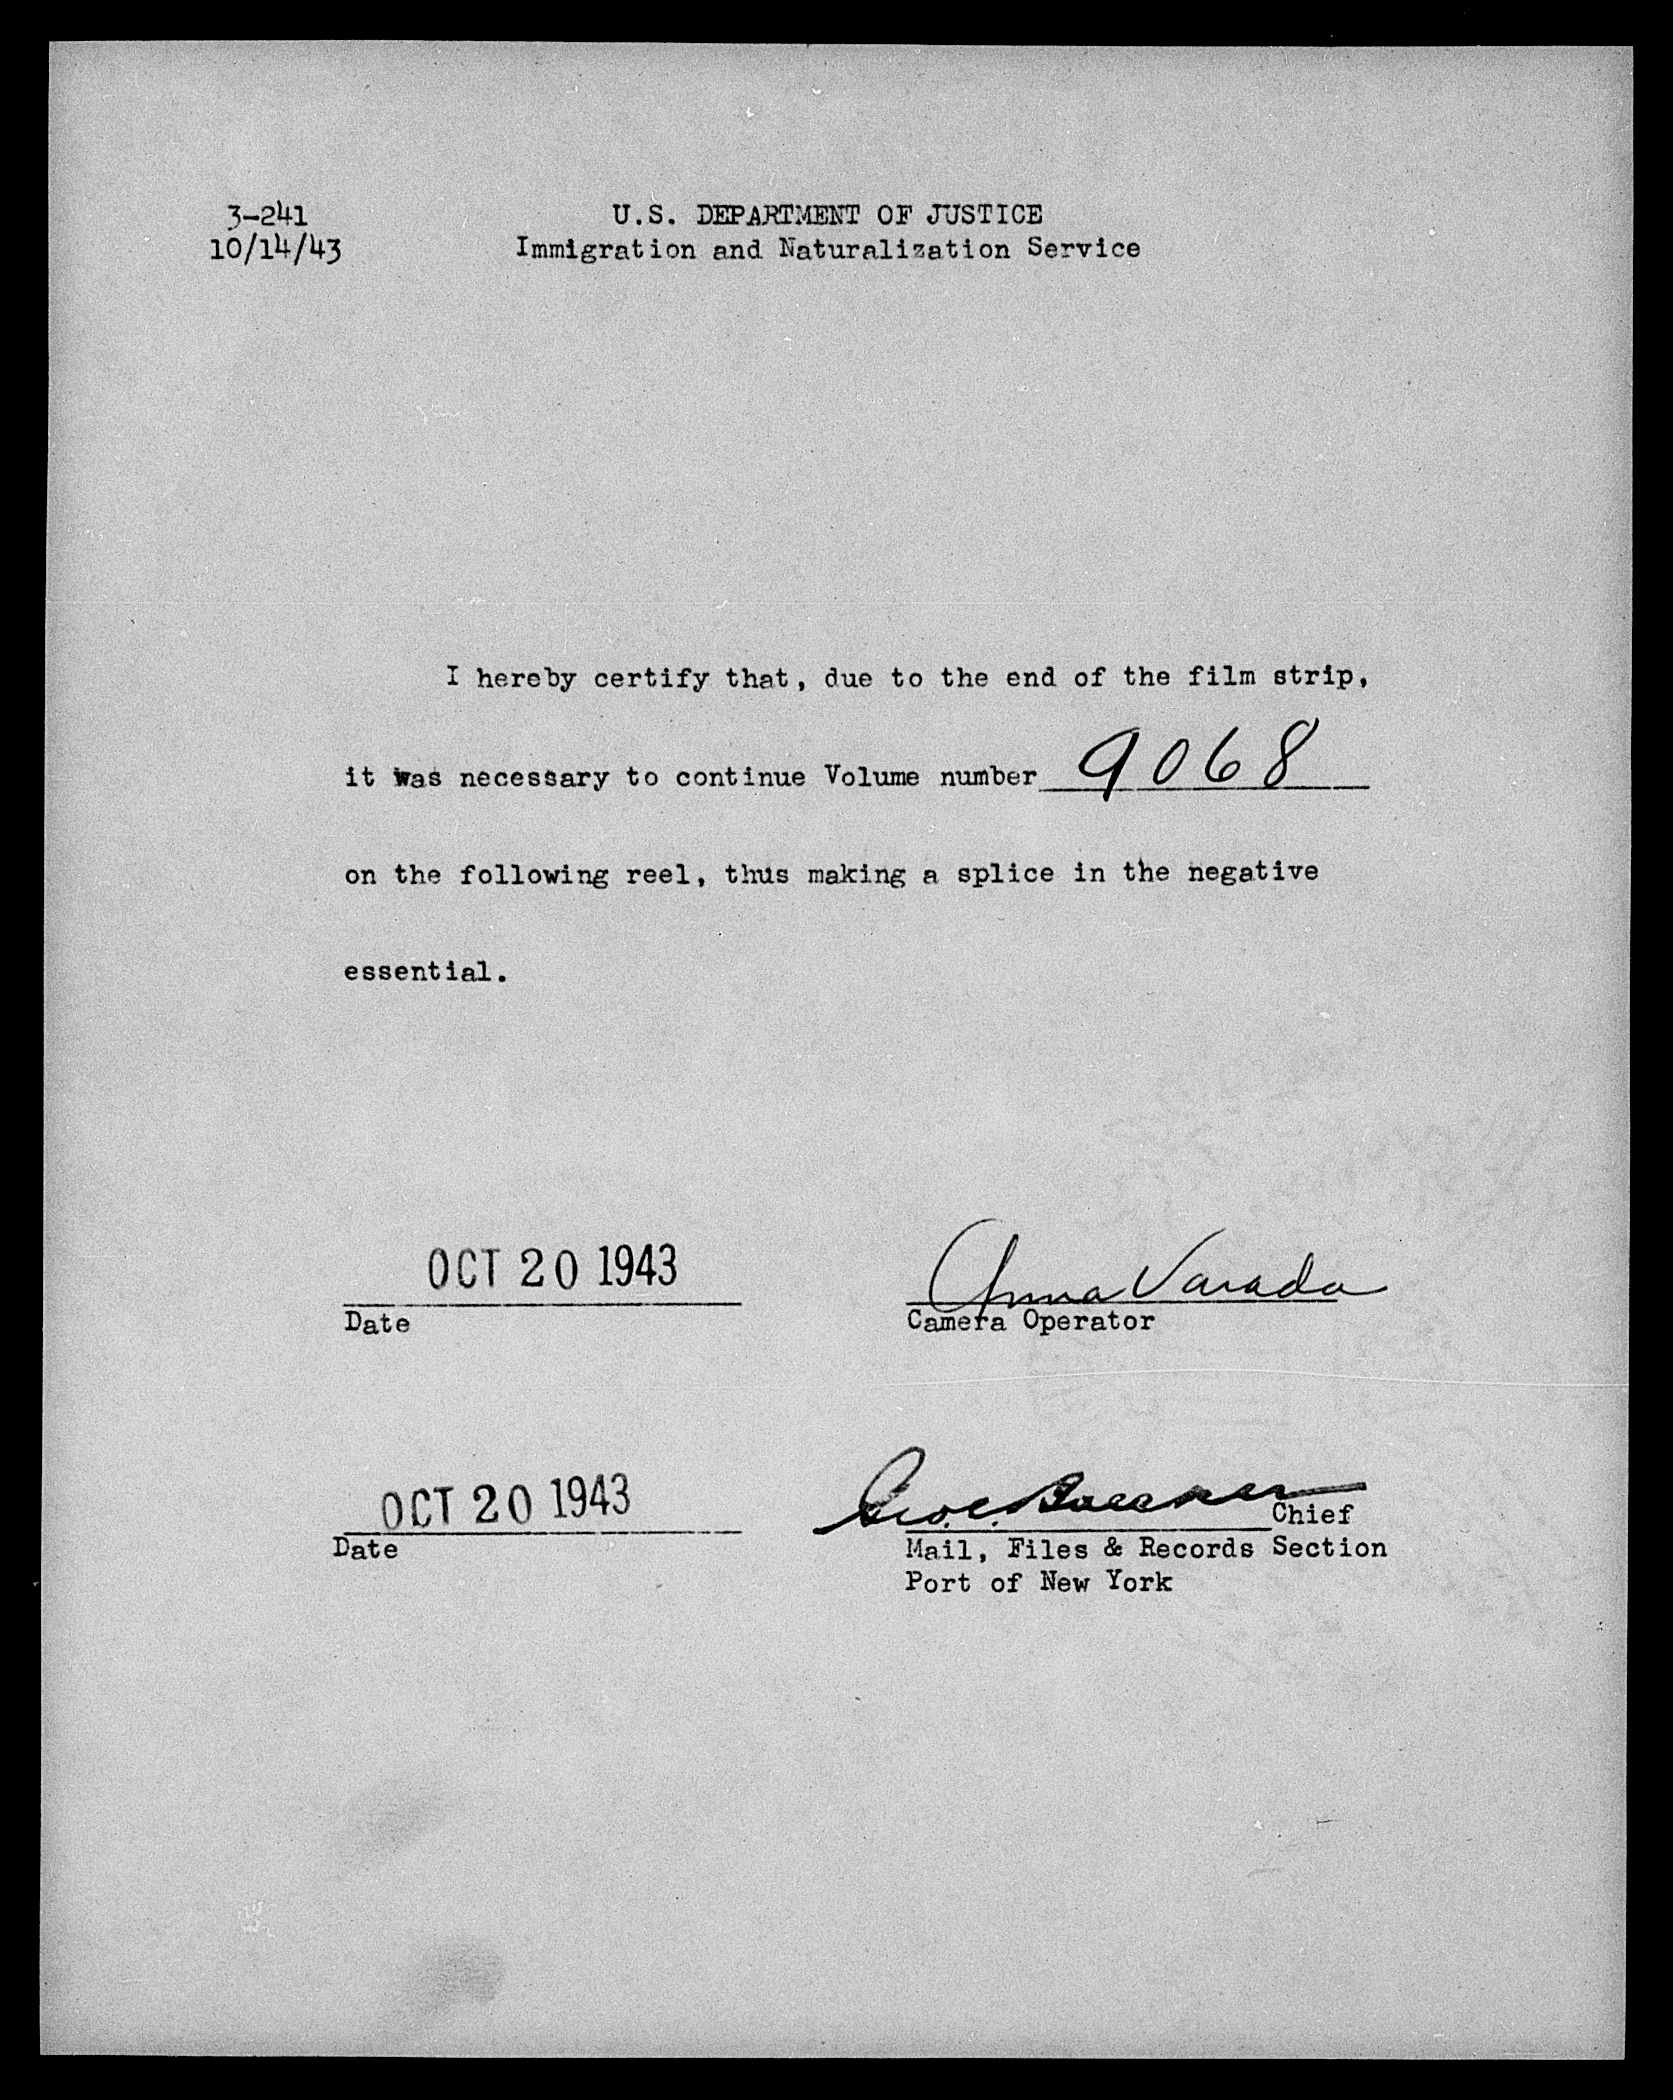 3-241
10/14/43
U.S. DEPARTMENT OF JUSTICE
Immigration and Naturalization Service
I hereby certify that, due to the end of the film strip,
it was necessary to continue Volume number 9068
on the following reel, thus making a splice in the negative
essential.
OCT 20 1943
Date
Anna Varada
Camera Operator
OCT 20 1943
Date
Geo. C.
Chief
Mail, Files & Records Section
Port of New York